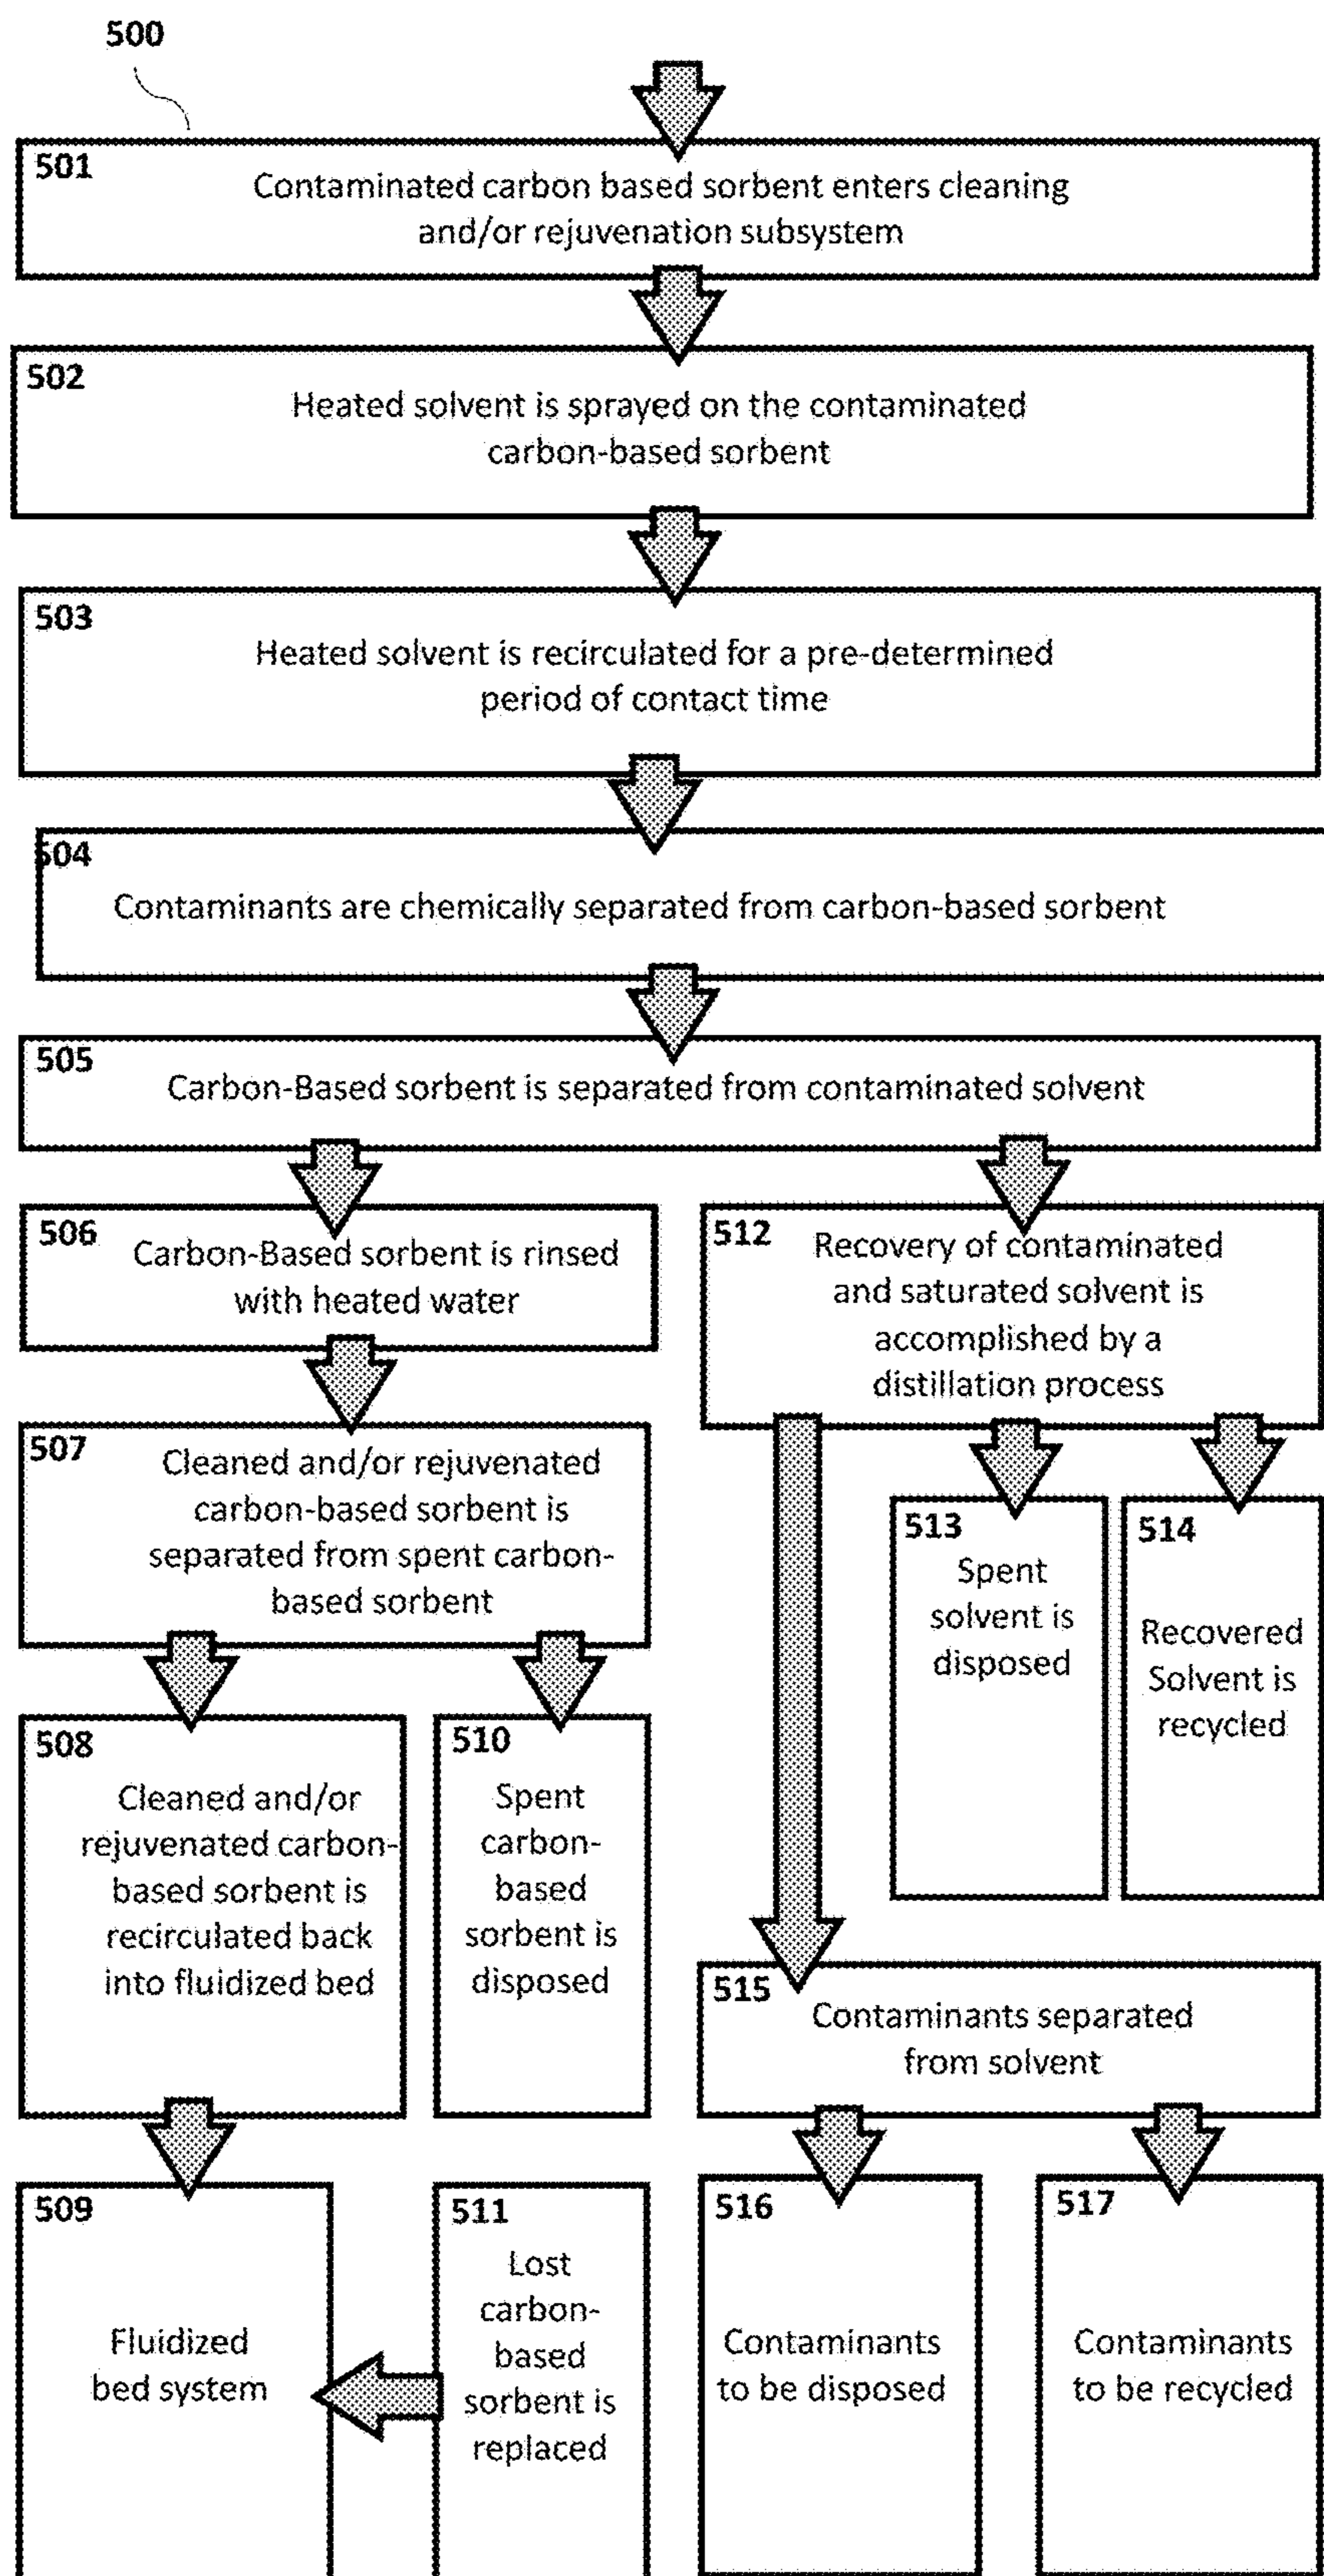 500
501
Contaminated carbon based sorbent enters cleaning
and/or rejuvenation subsystem
502
Heated solvent is sprayed on the contaminated
carbon-based sorbent
503
Heated solvent is recirculated for a pre-determined
period of contact time
504
Contaminants are chemically separated from carbon-based sorbent
505
Carbon-Based sorbent is separated from contaminated solvent
506
Carbon-Based sorbent is rinsed
with heated water
512
Recovery of contaminated
and saturated solvent is
accomplished by a
distillation process
507
Cleaned and/or rejuvenated
carbon-based sorbent is
separated from spent carbon-
based sorbent
513
Spent
solvent is
disposed
514
Recovered
Solvent is
recycled
508
Cleaned and/or
rejuvenated carbon-
based sorbent is
recirculated back
into fluidized bed
510
Spent
carbon-
based
sorbent is
disposed
515
Contaminants separated
from solvent
509
Fluidized
bed system
511
Lost
carbon-
based
sorbent is
replaced
516
Contaminants
to be disposed
517
Contaminants
to be recycled